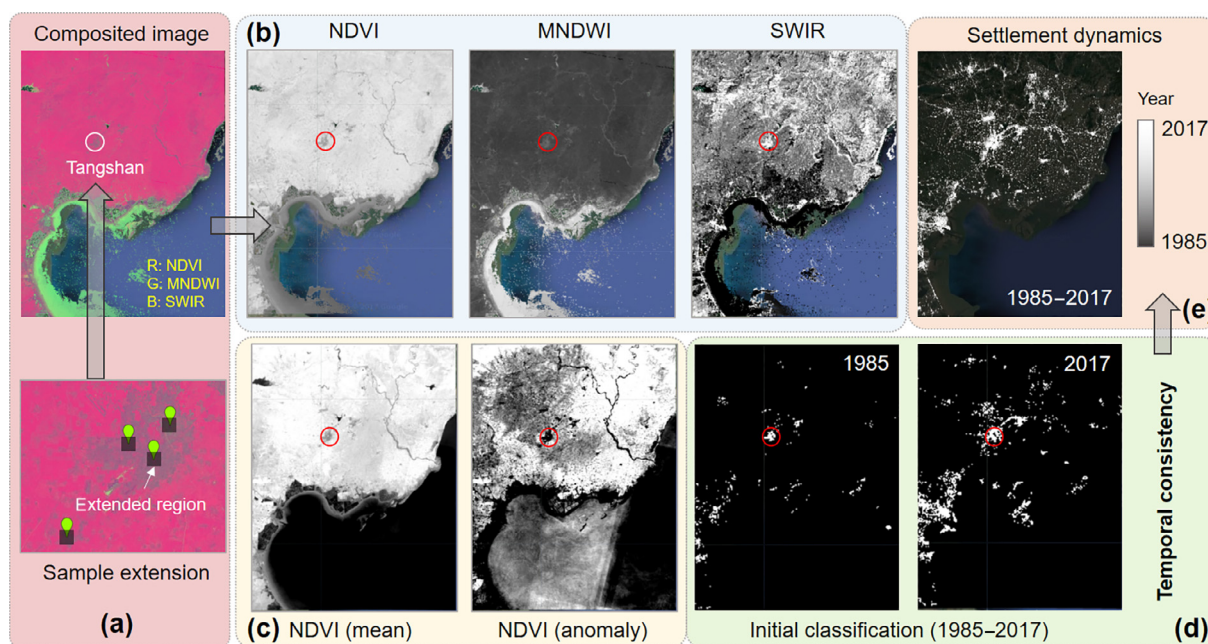 Composited image
Tangshan
R: NDVI
G: MNDWI
B: SWIR
Extended region
Sample extension
(a)
(b)
NDVI
MNDWI
SWIR
Settlement dynamics
Year
2017
1985
1985–2017
(e)
(c)
NDVI (mean)
NDVI (anomaly)
1985
2017
Initial classification (1985–2017)
Temporal consistency
(d)